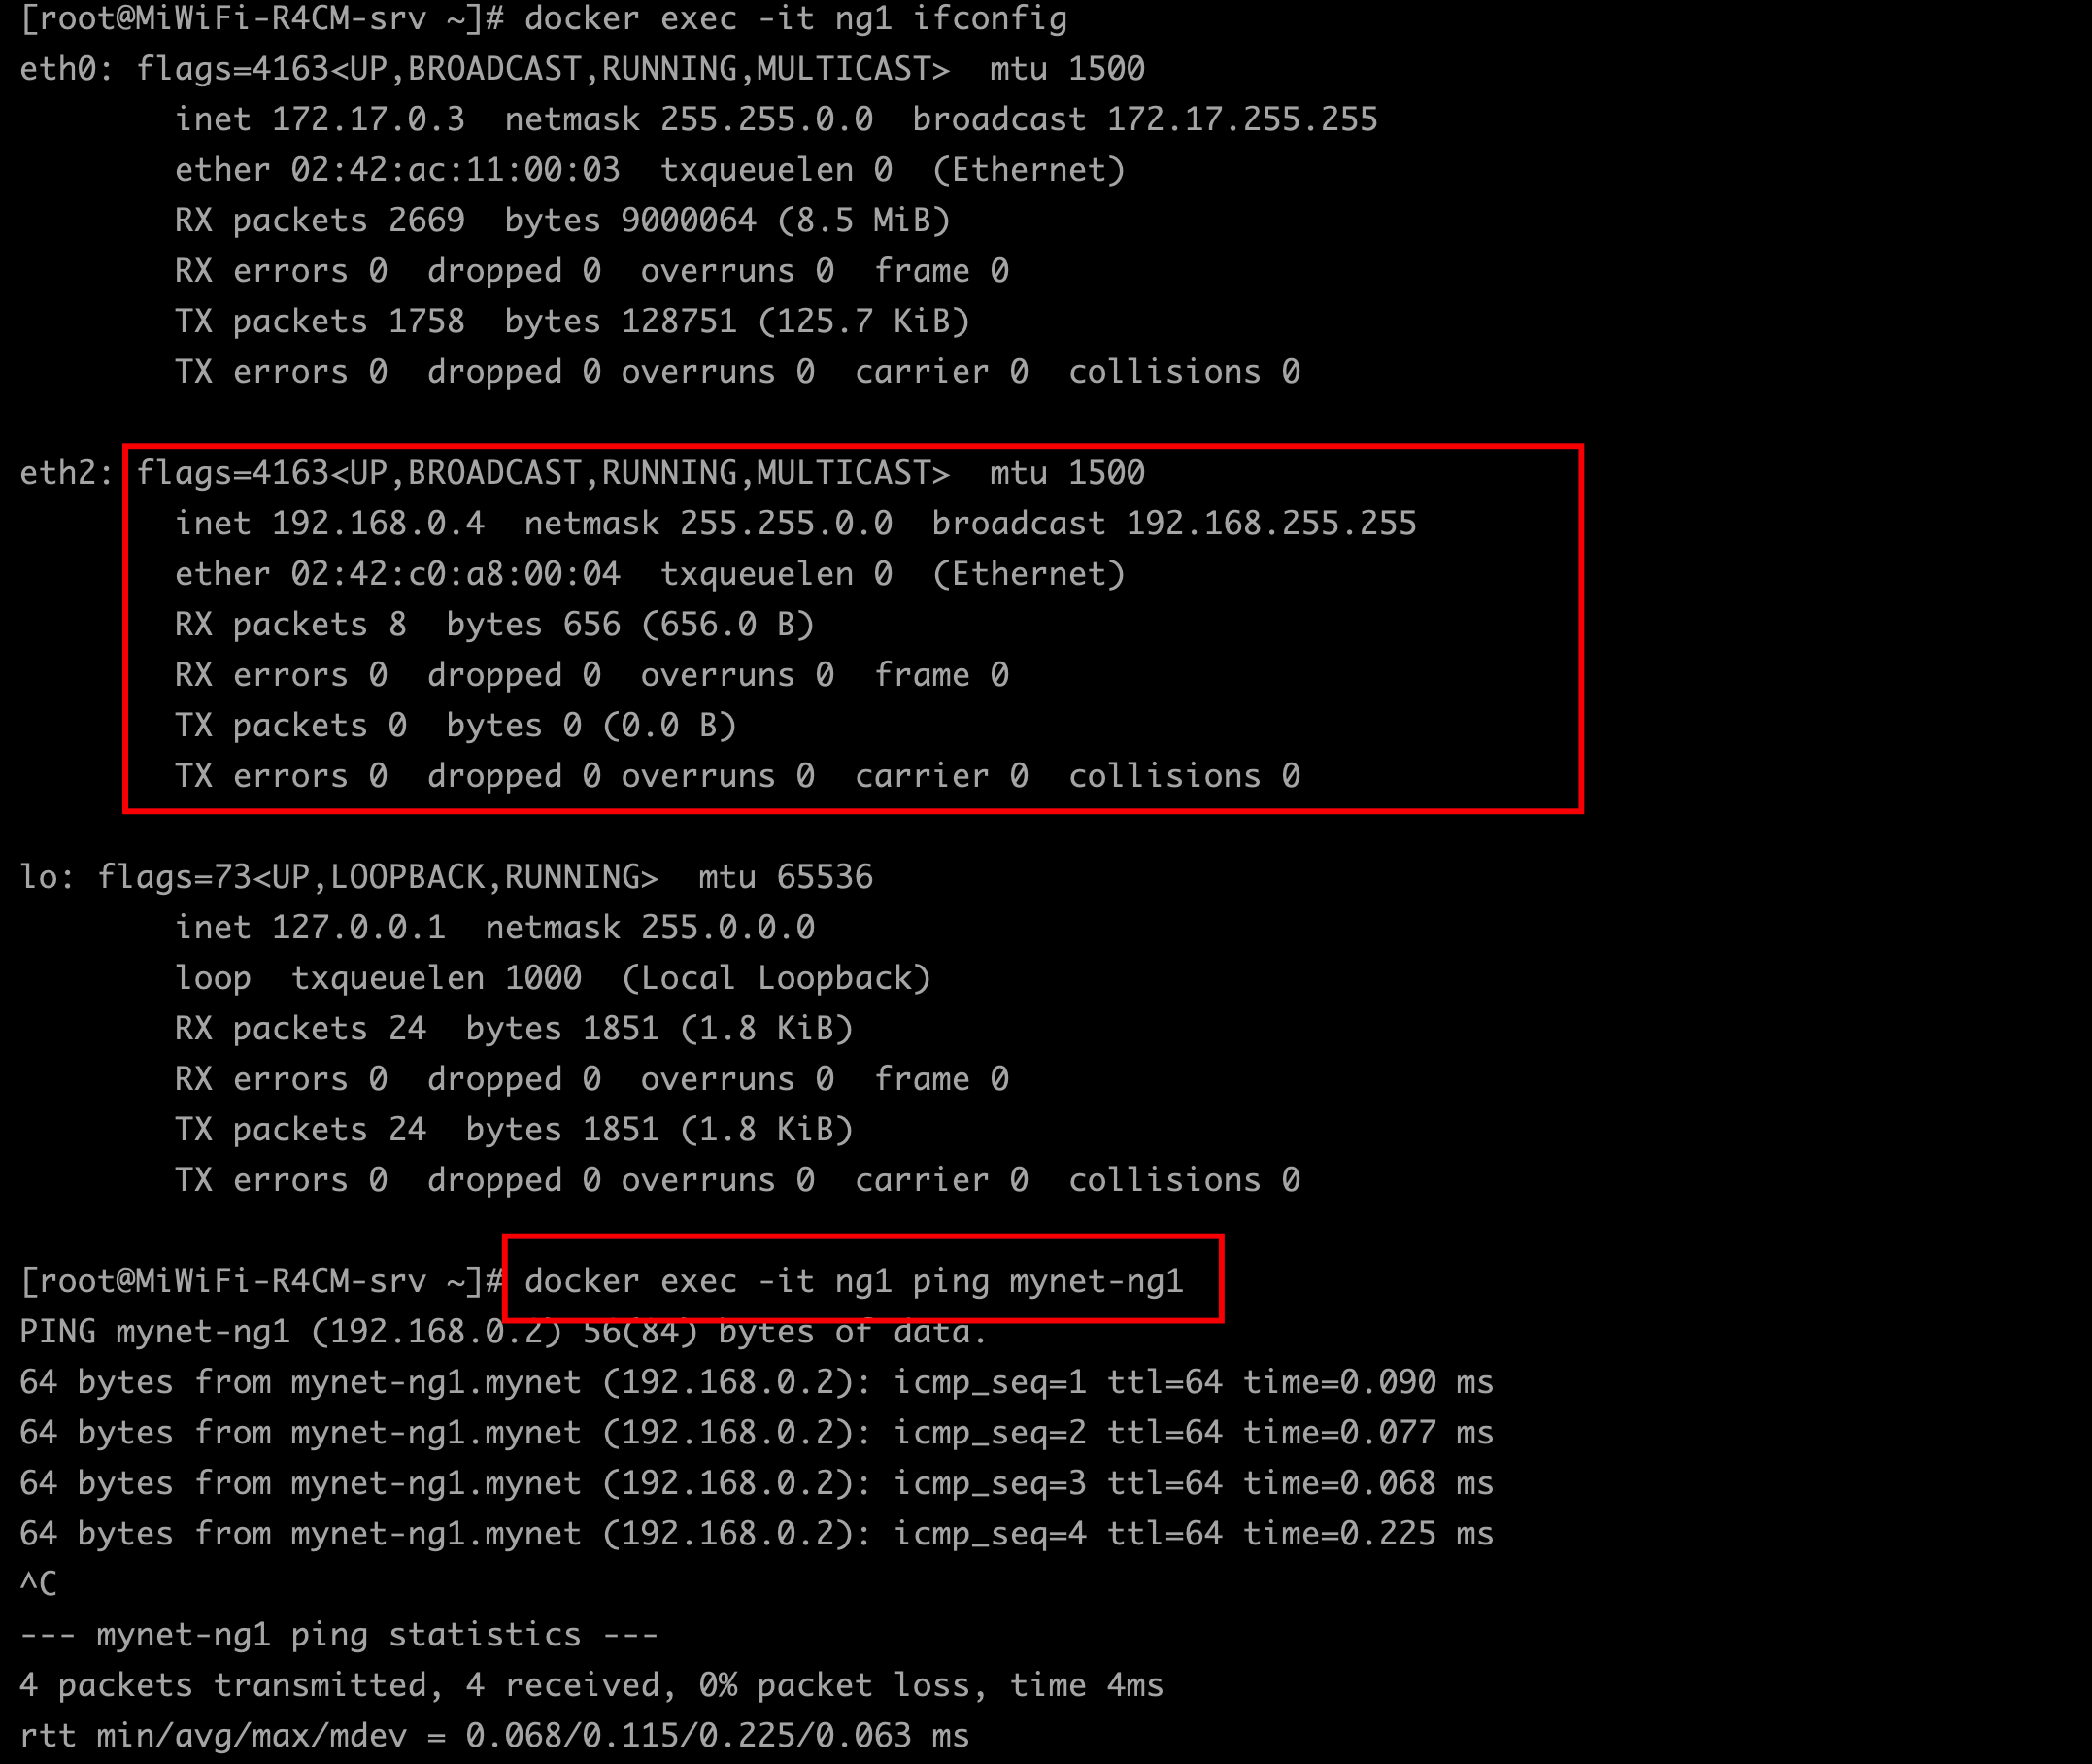 [root@MiWiFi-R4CM-srv ~]# docker exec -it ng1 ifconfig
eth0: flags=4163<UP,BROADCAST,RUNNING,MULTICAST>  mtu 1500
        inet 172.17.0.3  netmask 255.255.0.0  broadcast 172.17.255.255
        ether 02:42:ac:11:00:03  txqueuelen 0  (Ethernet)
        RX packets 2669  bytes 9000064 (8.5 MiB)
        RX errors 0  dropped 0  overruns 0  frame 0
        TX packets 1758  bytes 128751 (125.7 KiB)
        TX errors 0  dropped 0 overruns 0  carrier 0  collisions 0

eth2: flags=4163<UP,BROADCAST,RUNNING,MULTICAST>  mtu 1500
        inet 192.168.0.4  netmask 255.255.0.0  broadcast 192.168.255.255
        ether 02:42:c0:a8:00:04  txqueuelen 0  (Ethernet)
        RX packets 8  bytes 656 (656.0 B)
        RX errors 0  dropped 0  overruns 0  frame 0
        TX packets 0  bytes 0 (0.0 B)
        TX errors 0  dropped 0 overruns 0  carrier 0  collisions 0

lo: flags=73<UP,LOOPBACK,RUNNING>  mtu 65536
        inet 127.0.0.1  netmask 255.0.0.0
        loop  txqueuelen 1000  (Local Loopback)
        RX packets 24  bytes 1851 (1.8 KiB)
        RX errors 0  dropped 0  overruns 0  frame 0
        TX packets 24  bytes 1851 (1.8 KiB)
        TX errors 0  dropped 0 overruns 0  carrier 0  collisions 0

[root@MiWiFi-R4CM-srv ~]# docker exec -it ng1 ping mynet-ng1
PING mynet-ng1 (192.168.0.2) 56(84) bytes of data.
64 bytes from mynet-ng1.mynet (192.168.0.2): icmp_seq=1 ttl=64 time=0.090 ms
64 bytes from mynet-ng1.mynet (192.168.0.2): icmp_seq=2 ttl=64 time=0.077 ms
64 bytes from mynet-ng1.mynet (192.168.0.2): icmp_seq=3 ttl=64 time=0.068 ms
64 bytes from mynet-ng1.mynet (192.168.0.2): icmp_seq=4 ttl=64 time=0.225 ms
^C
--- mynet-ng1 ping statistics ---
4 packets transmitted, 4 received, 0% packet loss, time 4ms
rtt min/avg/max/mdev = 0.068/0.115/0.225/0.063 ms